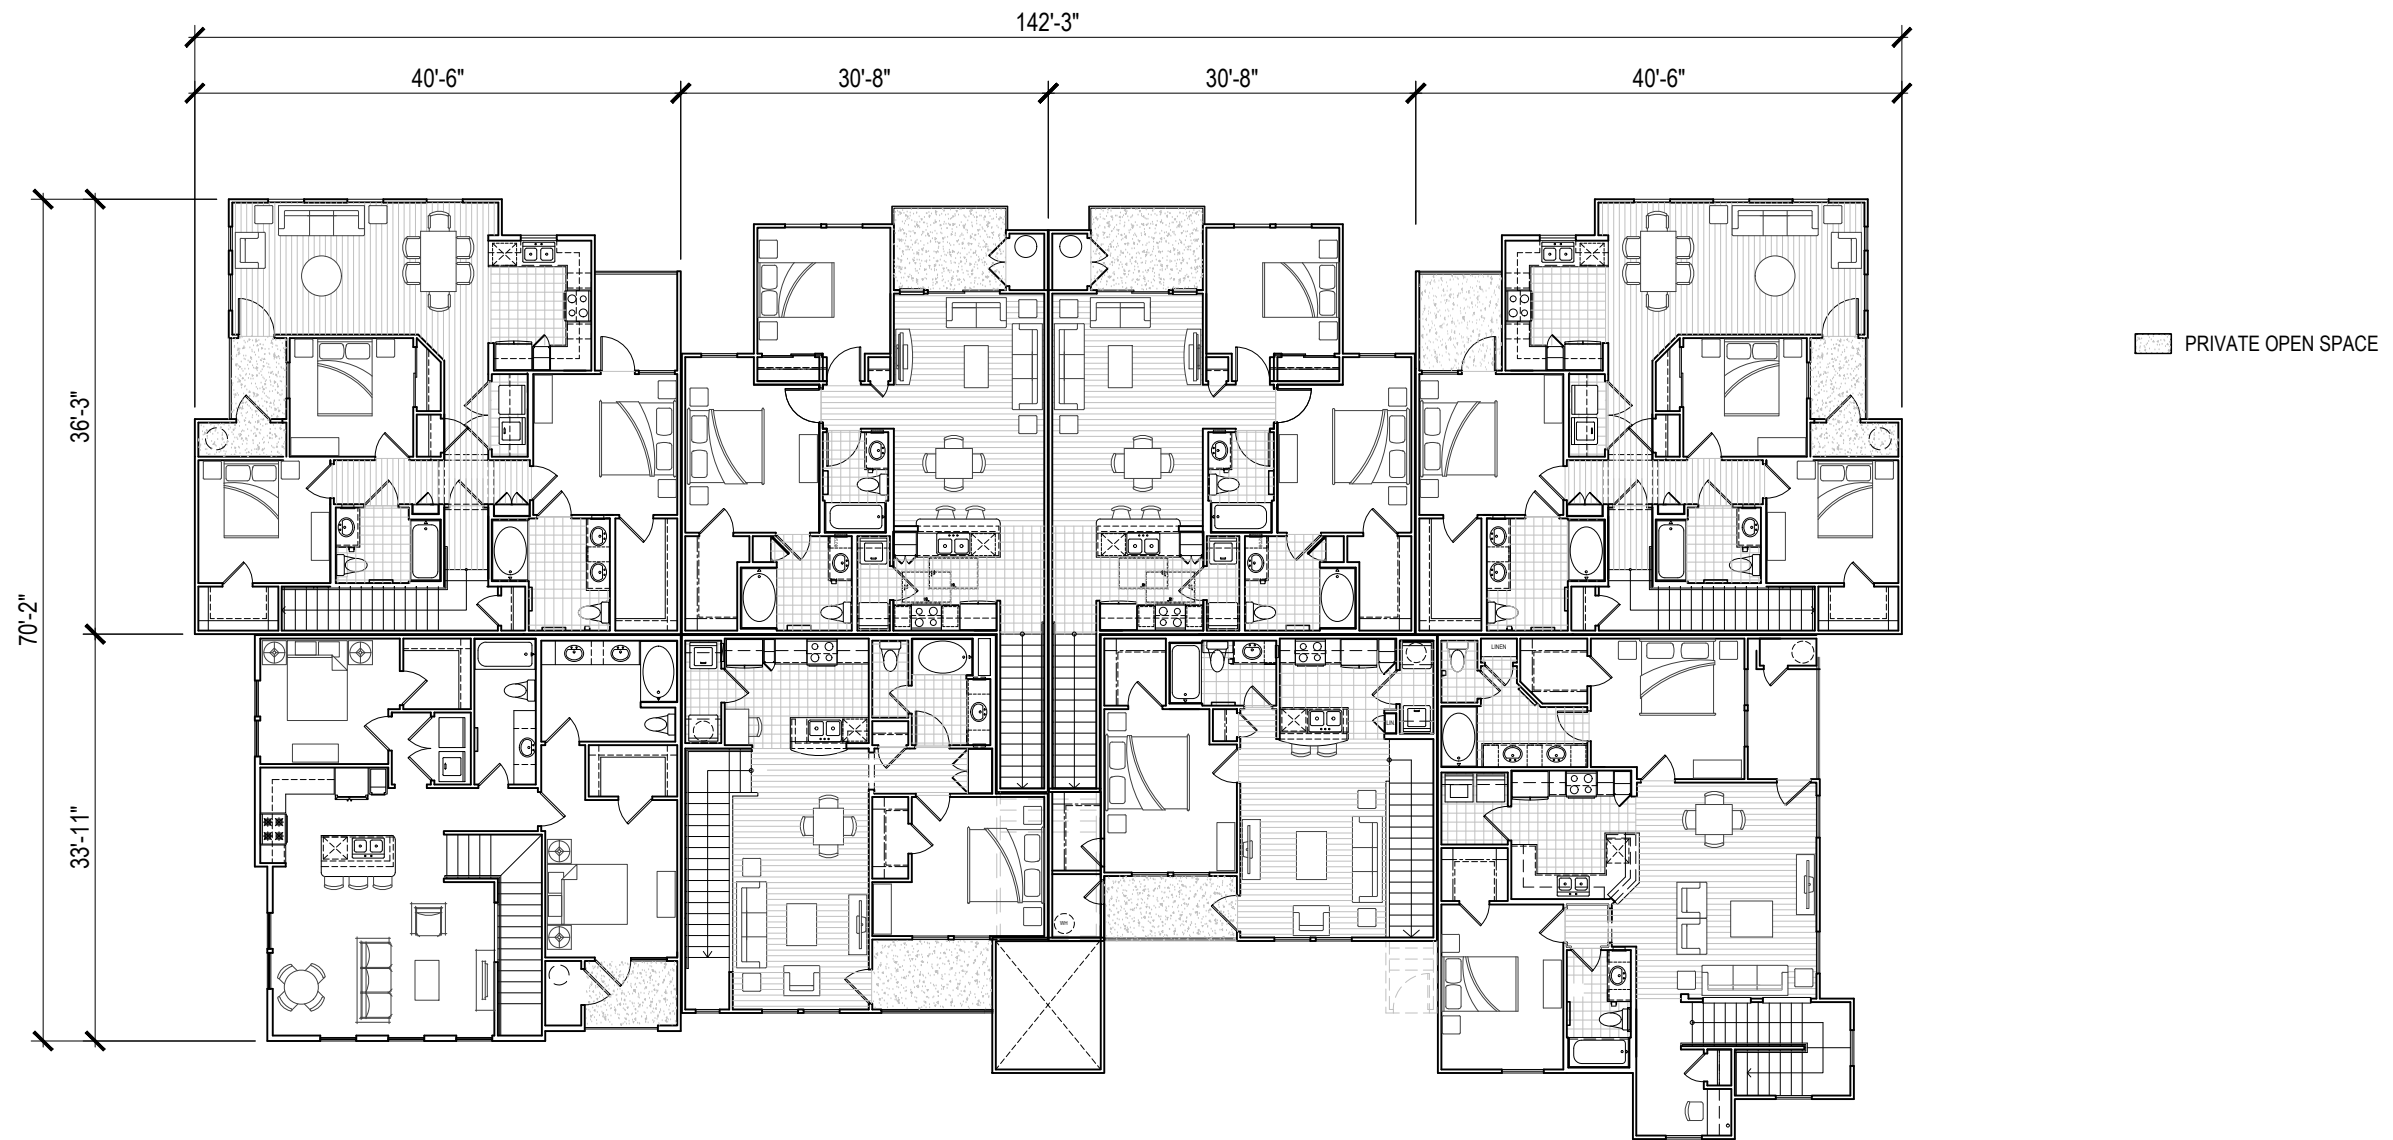 142'-3"
40'-6"
30'-8"
30'-8"
40'-6"
36'-3"
70'-2"
33'-11"
PRIVATE OPEN SPACE
LINEN
LIN.
WH